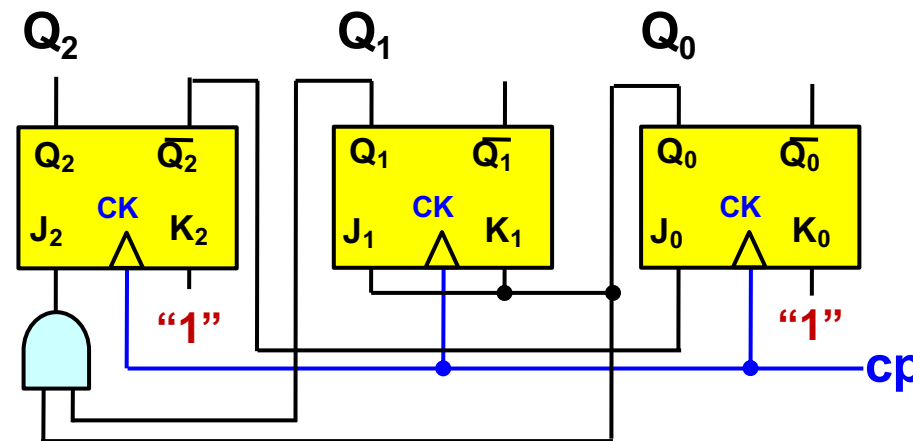 Q₂ Q₁ Q₀
Q₂ Q̅₂ Q₁ Q̅₁ Q₀ Q̅₀
CK CK CK
J₂ K₂ J₁ K₁ J₀ K₀
“1” “1”
cp